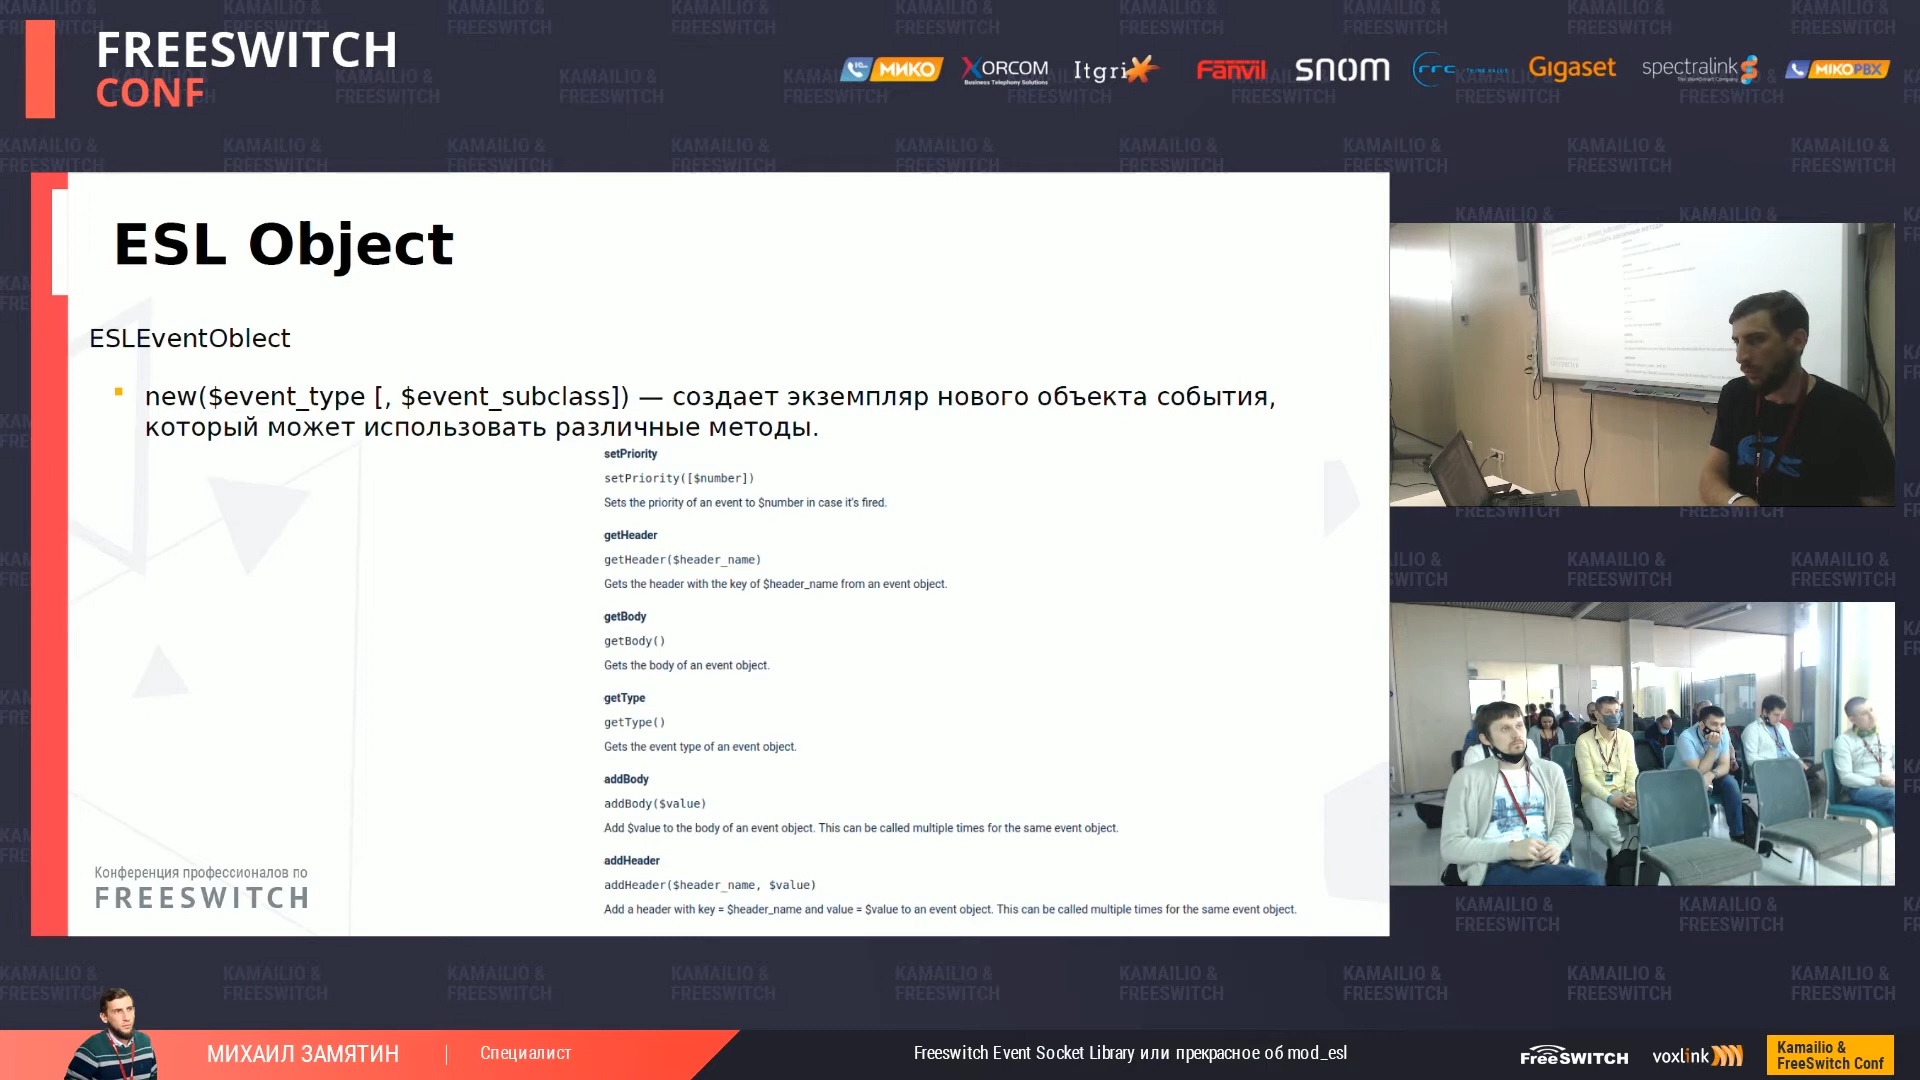 FREESWITCH
CONF
МИКО
XORCOM
Business Telephony Solutions
Itgrix
Fanvil
snom
rrc
THINK VALUE
Gigaset
spectralink
MIKOPBX
ESL Object
ESLEventOblect
new($event_type [, $event_subclass]) — создает экземпляр нового объекта события,
который может использовать различные методы.
setPriority
setPriority([$number])
Sets the priority of an event to $number in case it's fired.
getHeader
getHeader($header_name)
Gets the header with the key of $header_name from an event object.
getBody
getBody()
Gets the body of an event object.
getType
getType()
Gets the event type of an event object.
addBody
addBody($value)
Add $value to the body of an event object. This can be called multiple times for the same event object.
addHeader
addHeader($header_name, $value)
Add a header with key = $header_name and value = $value to an event object. This can be called multiple times for the same event object.
Конференция профессионалов по
FREESWITCH
МИХАИЛ ЗАМЯТИН
Специалист
Freeswitch Event Socket Library или прекрасное об mod_esl
FreeSWITCH
voxlink
Kamailio &
FreeSwitch Conf